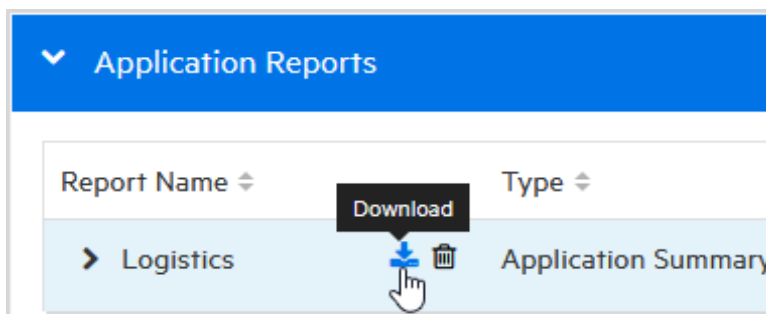 Application Reports
Report Name Type
Download
Logistics Application Summary